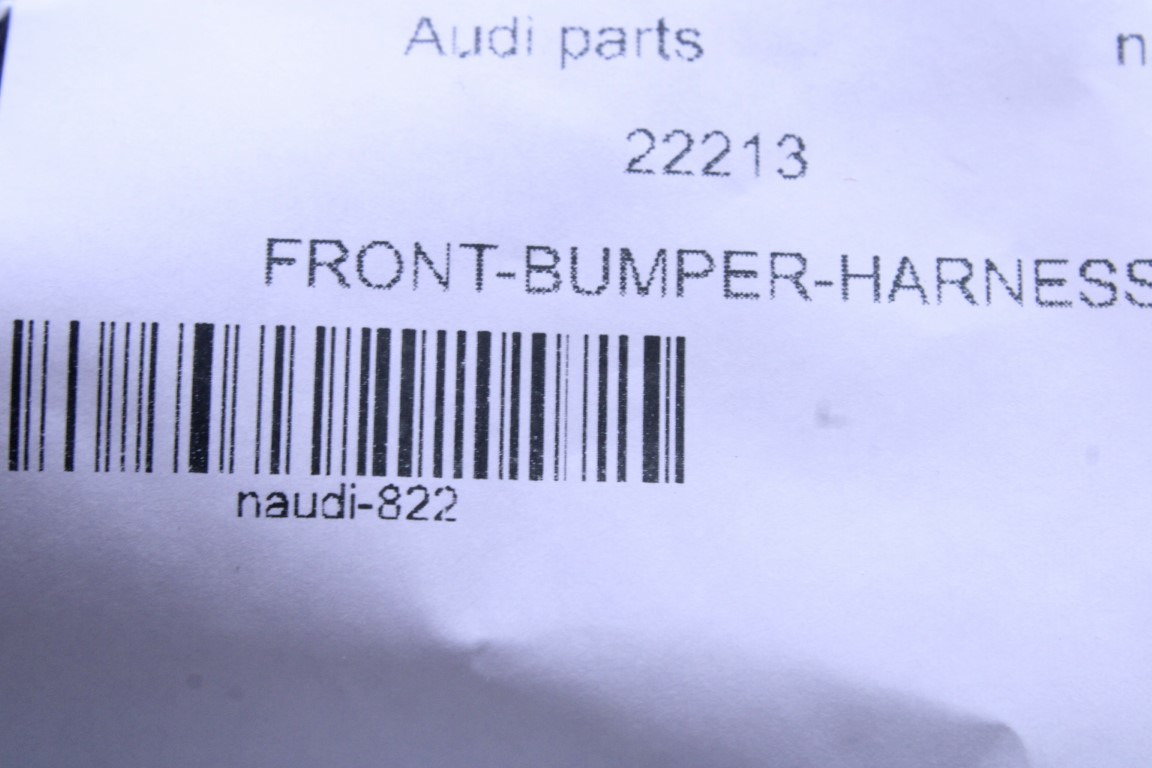 Audi parts n
22213
FRONT-BUMPER-HARNESS
naudi-822